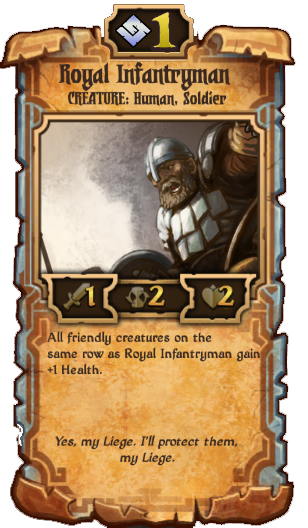 1
Royal Infantryman
CREATURE: Human, Soldier
1 2 2
All friendly creatures on the
same row as Royal Infantryman gain
+1 Health.
Yes, my Liege. I'll protect them,
my Liege.